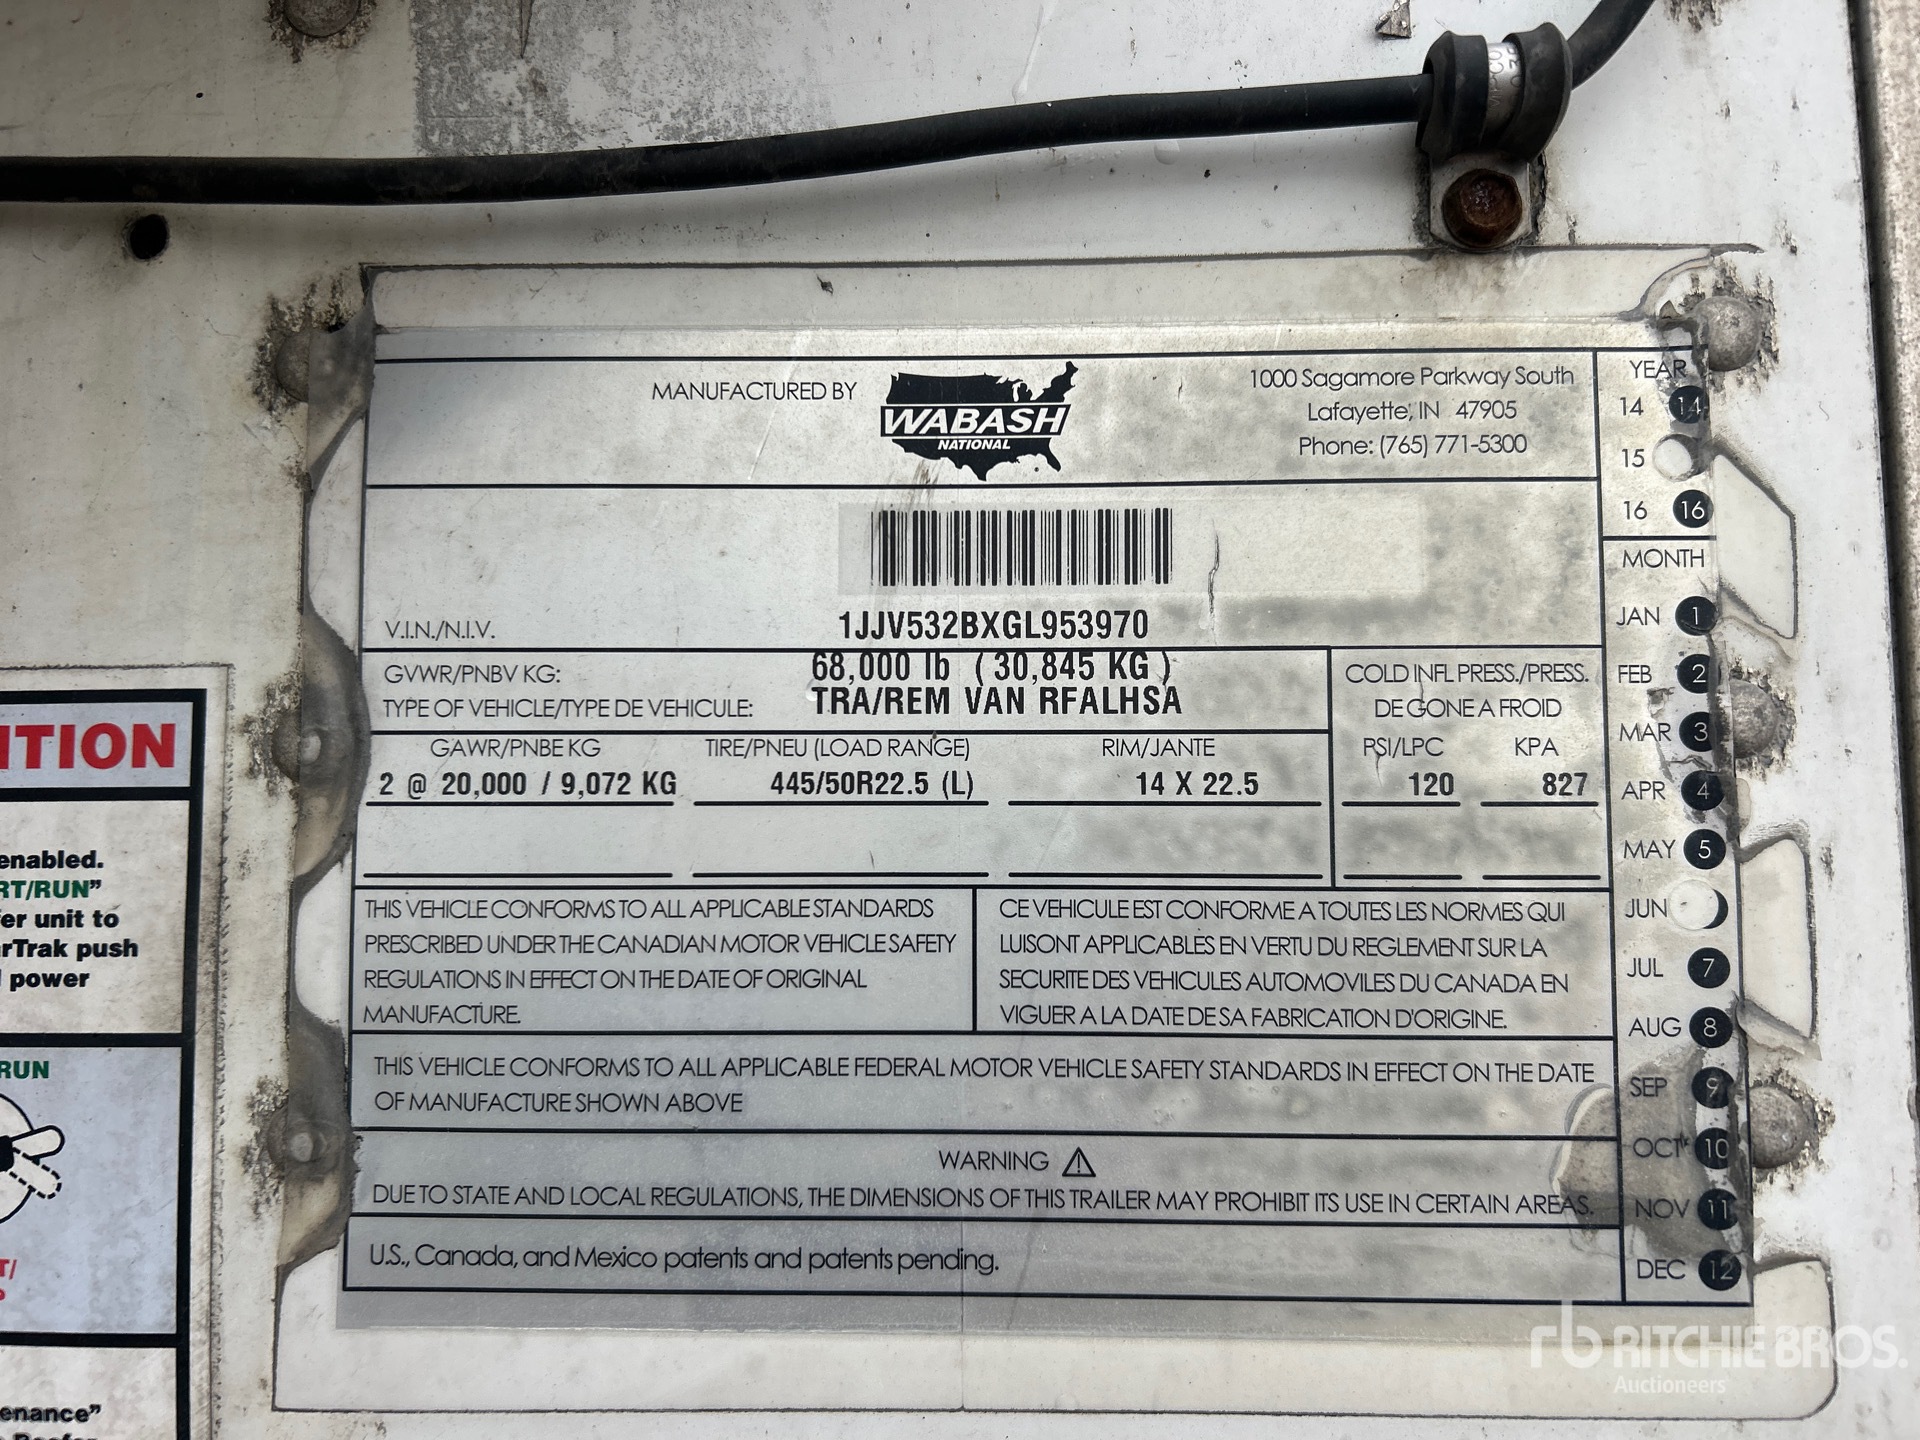 MANUFACTURED BY
WABASH
NATIONAL
1000 Sagamore Parkway South
Lafayette, IN 47905
Phone: (765) 771-5300
YEAR
14 14
15
16 16
MONTH
JAN 1
FEB 2
MAR 3
APR 4
MAY 5
JUN
JUL 7
AUG 8
SEP 9
OCT 10
NOV 11
DEC 12
V.I.N./N.I.V. 1JJV532BXGL953970
GVWR/PNBV KG: 68,000 lb ( 30,845 KG )
TYPE OF VEHICLE/TYPE DE VEHICULE: TRA/REM VAN RFALHSA
COLD INFL PRESS./PRESS.
DE GONE A FROID
GAWR/PNBE KG TIRE/PNEU (LOAD RANGE) RIM/JANTE PSI/LPC KPA
2 @ 20,000 / 9,072 KG 445/50R22.5 (L) 14 X 22.5 120 827
THIS VEHICLE CONFORMS TO ALL APPLICABLE STANDARDS
PRESCRIBED UNDER THE CANADIAN MOTOR VEHICLE SAFETY
REGULATIONS IN EFFECT ON THE DATE OF ORIGINAL
MANUFACTURE.
CE VEHICULE EST CONFORME A TOUTES LES NORMES QUI
LUISONT APPLICABLES EN VERTU DU REGLEMENT SUR LA
SECURITE DES VEHICULES AUTOMOVILES DU CANADA EN
VIGUER A LA DATE DE SA FABRICATION D'ORIGINE.
THIS VEHICLE CONFORMS TO ALL APPLICABLE FEDERAL MOTOR VEHICLE SAFETY STANDARDS IN EFFECT ON THE DATE
OF MANUFACTURE SHOWN ABOVE
WARNING
DUE TO STATE AND LOCAL REGULATIONS, THE DIMENSIONS OF THIS TRAILER MAY PROHIBIT ITS USE IN CERTAIN AREAS.
U.S., Canada, and Mexico patents and patents pending.
TION
enabled.
RT/RUN"
fer unit to
rTrak push
power
RUN
T/
P
enance"
rb RITCHIE BROS.
Auctioneers